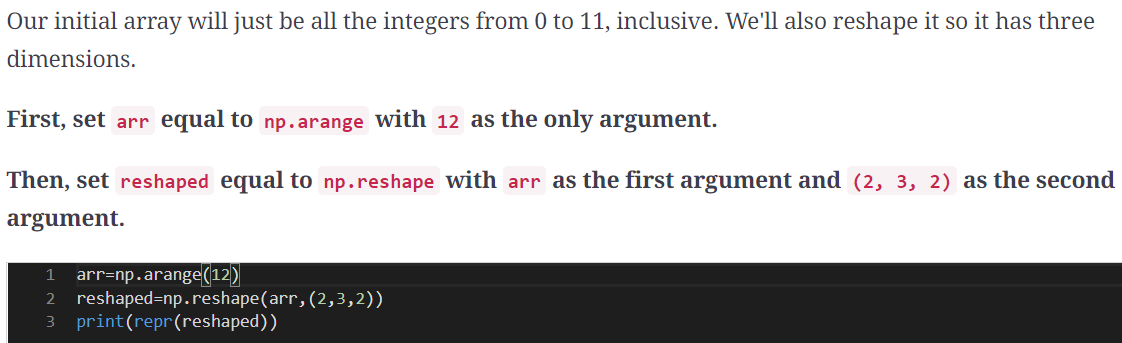 Our initial array will just be all the integers from 0 to 11, inclusive. We'll also reshape it so it has three
dimensions.
First, set arr equal to np.arange with 12 as the only argument.
Then, set reshaped equal to np.reshape with arr as the first argument and (2, 3, 2) as the second
argument.
1 arr=np.arange(12)
2 reshaped=np.reshape(arr,(2,3,2))
3 print(repr(reshaped))